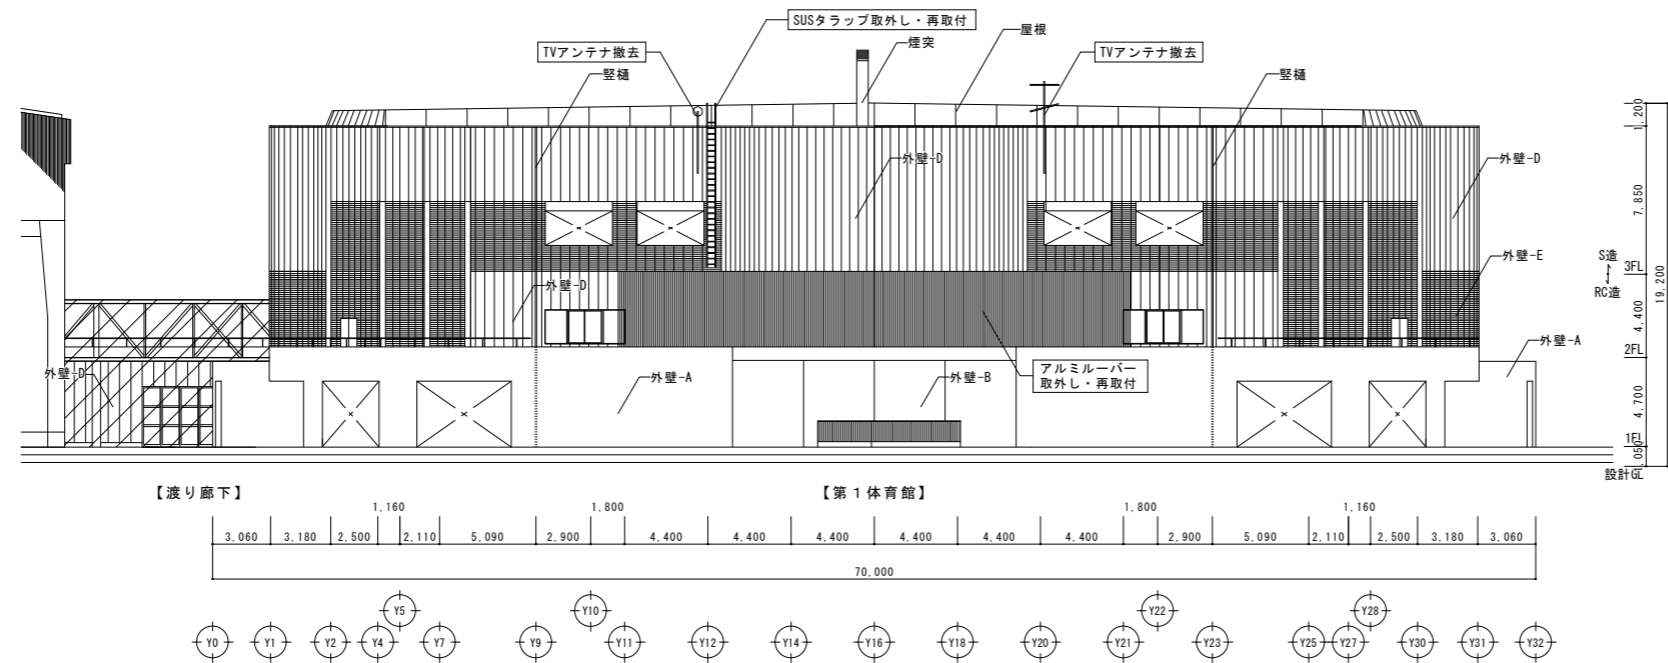 SUSタラップ取外し・再取付
TVアンテナ撤去
煙突
屋根
TVアンテナ撤去
竪樋
竪樋
外壁-D
外壁-D
外壁-D
外壁-E
外壁-D
外壁-A
外壁-B
アルミルーバー
取外し・再取付
外壁-A
1,200
7,850
S造
3FL
RC造
4,400
19,200
2FL
4,700
1FL
1,050
設計GL
【渡り廊下】
【第1体育館】
1,160
1,800
1,800
1,160
3,060
3,180
2,500
2,110
5,090
2,900
4,400
4,400
4,400
4,400
4,400
4,400
2,900
5,090
2,110
2,500
3,180
3,060
70,000
Y5
Y10
Y22
Y28
Y0
Y1
Y2
Y4
Y7
Y9
Y11
Y12
Y14
Y16
Y18
Y20
Y21
Y23
Y25
Y27
Y30
Y31
Y32